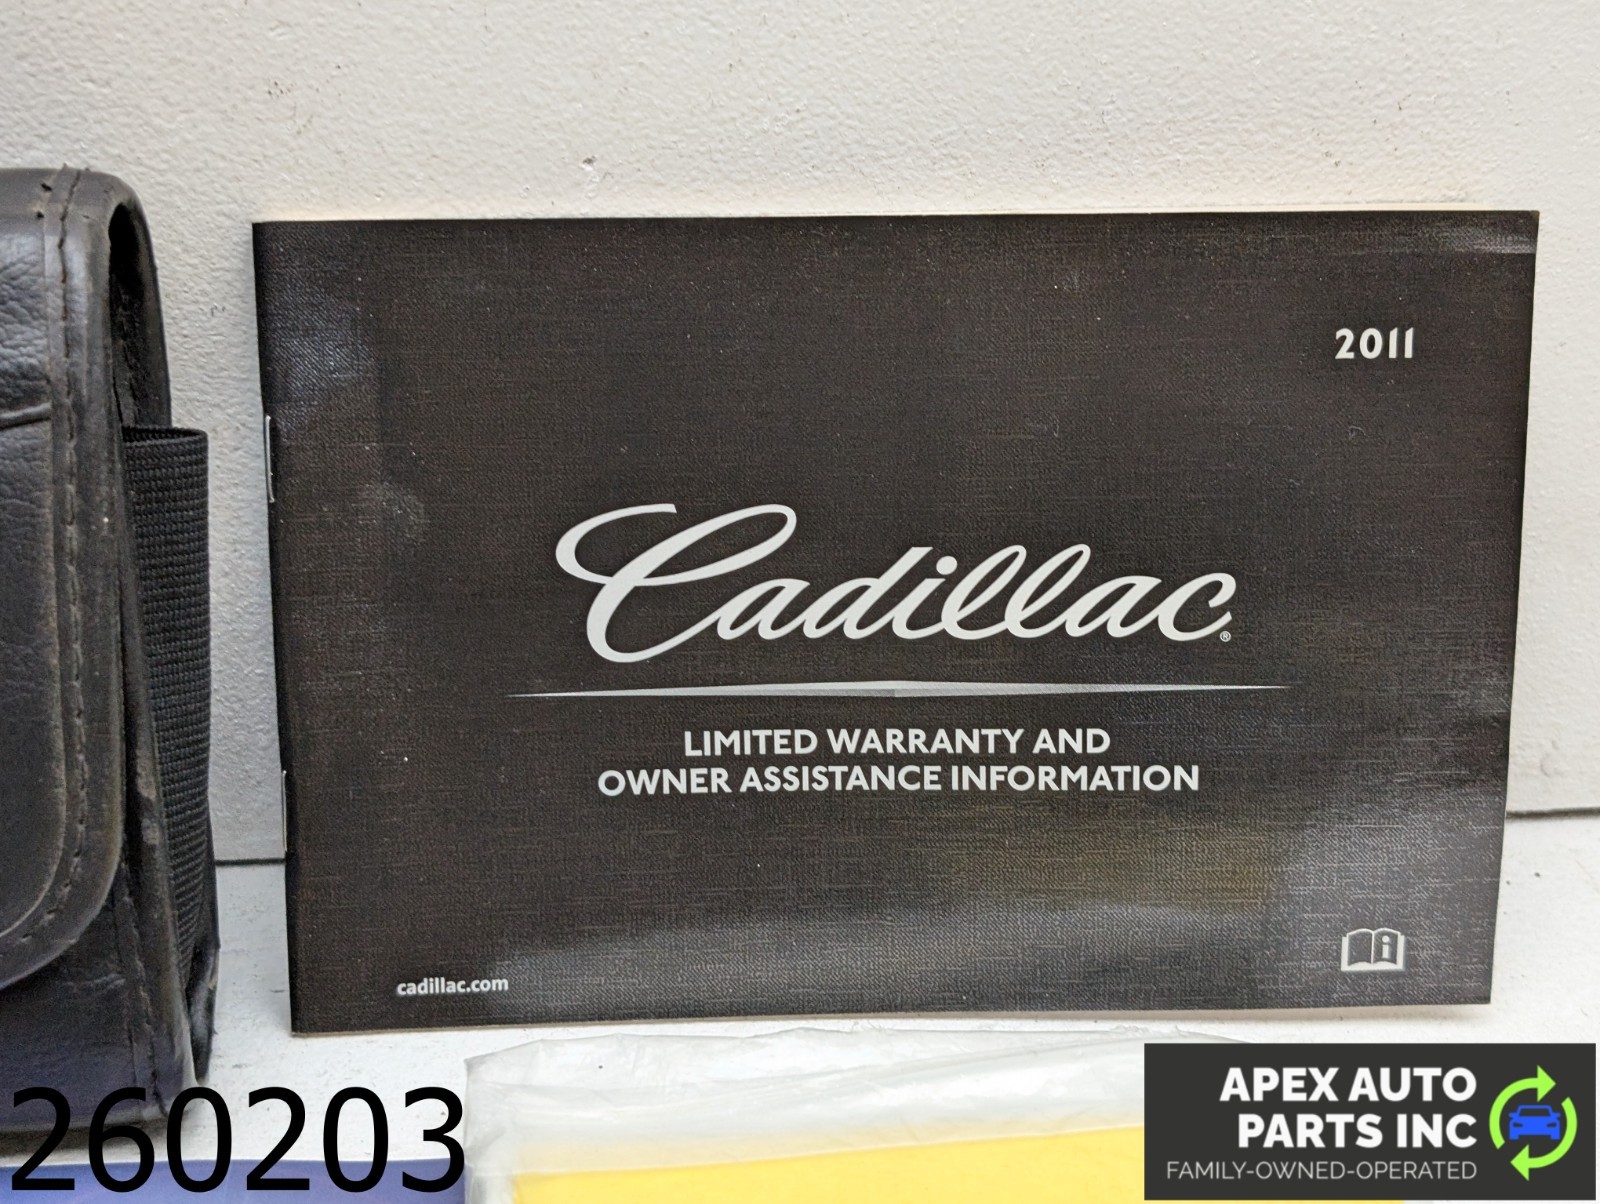 2011
Cadillac®
LIMITED WARRANTY AND
OWNER ASSISTANCE INFORMATION
cadillac.com
260203
APEX AUTO
PARTS INC
FAMILY-OWNED-OPERATED